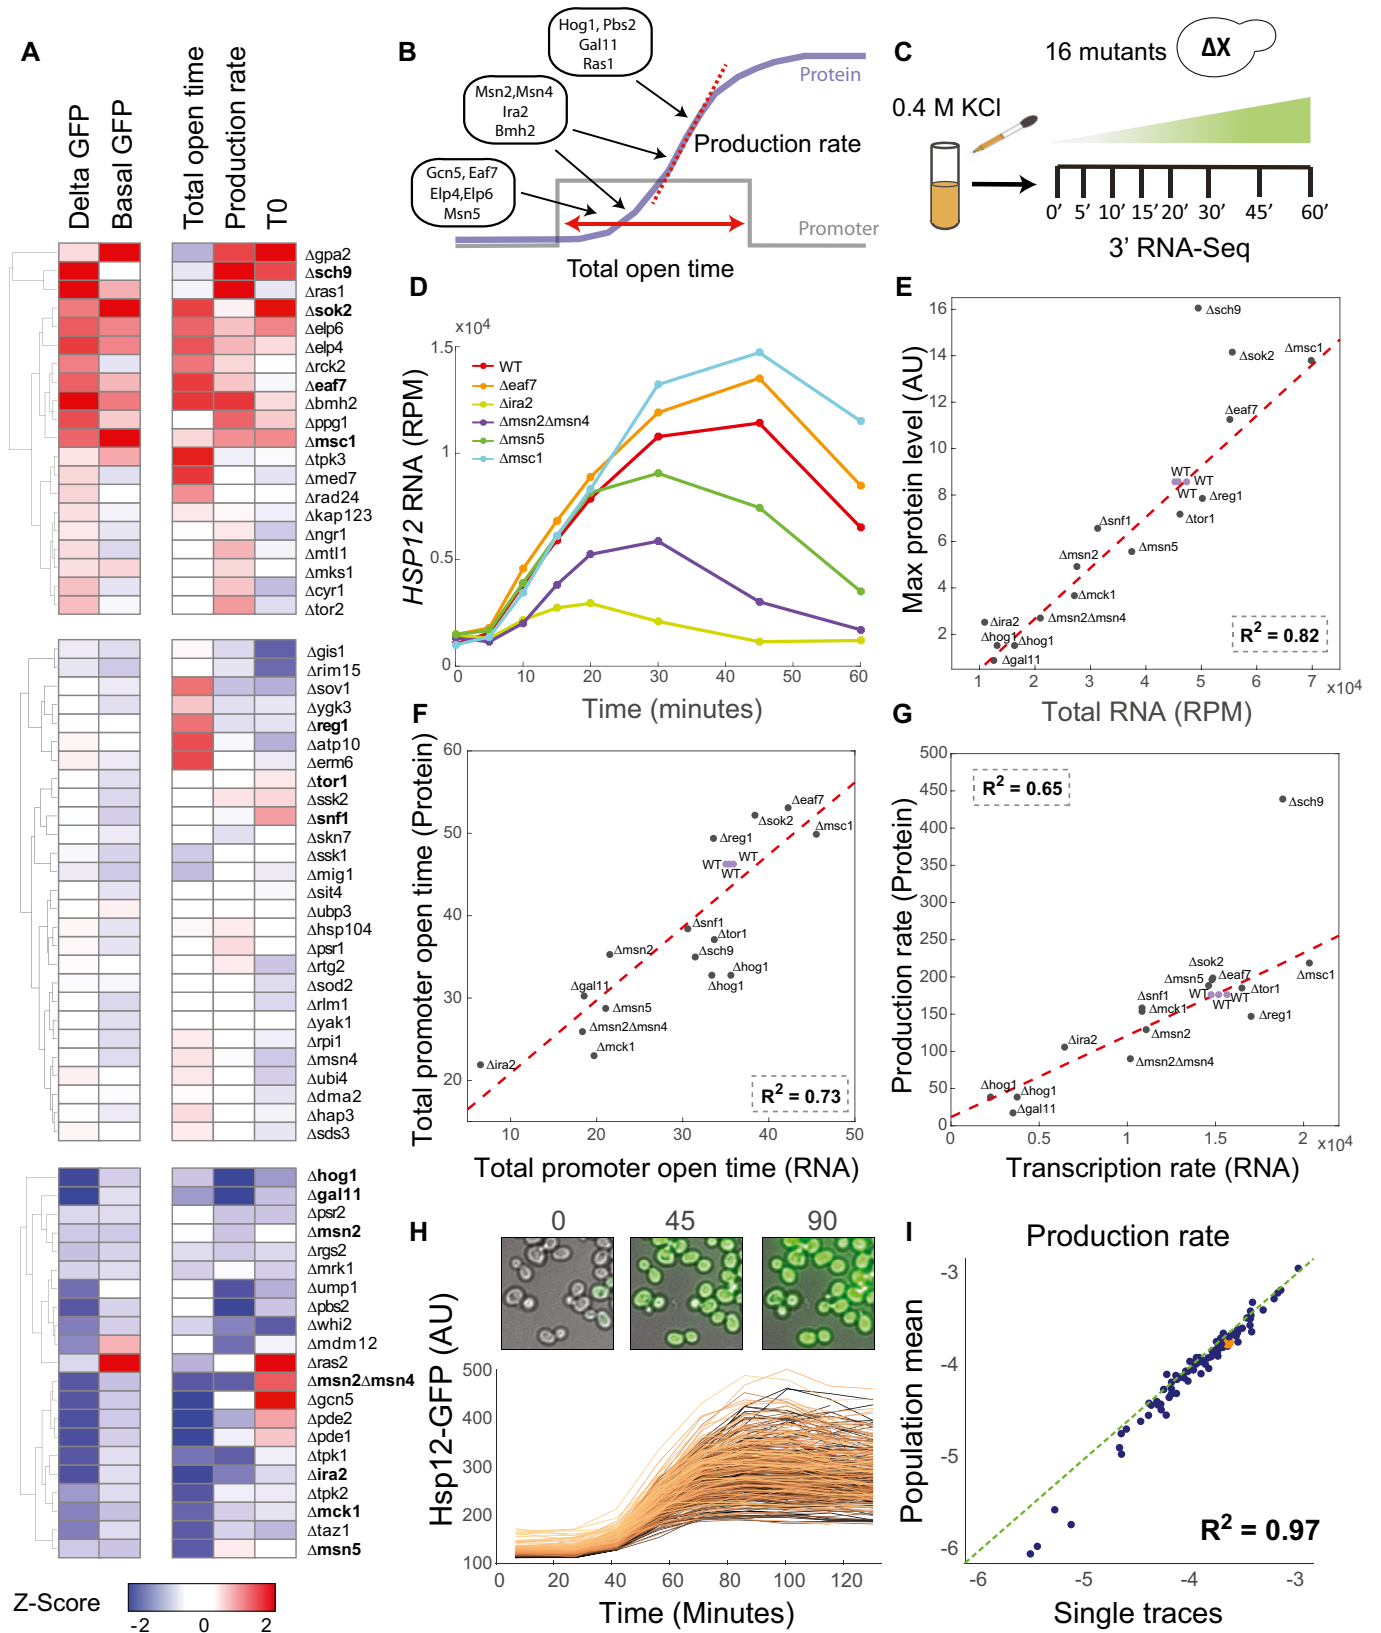 A
Delta GFP
Basal GFP
Total open time
Production rate
T0
Δgpa2
Δsch9
Δras1
Δsok2
Δelp6
Δelp4
Δrck2
Δeaf7
Δbmh2
Δppg1
Δmsc1
Δtpk3
Δmed7
Δrad24
Δkap123
Δngr1
Δmtl1
Δmks1
Δcyr1
Δtor2
Δgis1
Δrim15
Δsov1
Δygk3
Δreg1
Δatp10
Δerm6
Δtor1
Δssk2
Δsnf1
Δskn7
Δssk1
Δmig1
Δsit4
Δubp3
Δhsp104
Δpsr1
Δrtg2
Δsod2
Δrlm1
Δyak1
Δrpi1
Δmsn4
Δubi4
Δdma2
Δhap3
Δsds3
Δhog1
Δgal11
Δpsr2
Δmsn2
Δrgs2
Δmrk1
Δump1
Δpbs2
Δwhi2
Δmdm12
Δras2
Δmsn2Δmsn4
Δgcn5
Δpde2
Δpde1
Δtpk1
Δira2
Δtpk2
Δmck1
Δtaz1
Δmsn5
Z-Score
-2 0 2
B
Hog1, Pbs2
Gal11
Ras1
Msn2,Msn4
Ira2
Bmh2
Gcn5, Eaf7
Elp4,Elp6
Msn5
Protein
Production rate
Promoter
Total open time
C
16 mutants
ΔX
0.4 M KCl
0’ 5’ 10’ 15’ 20’ 30’ 45’ 60’
3’ RNA-Seq
D
x10⁴
1.5
1
0.5
0
HSP12 RNA (RPM)
WT
Δeaf7
Δira2
Δmsn2Δmsn4
Δmsn5
Δmsc1
0 10 20 30 40 50 60
Time (minutes)
E
Max protein level (AU)
16
14
12
10
8
6
4
2
Δsch9
Δsok2
Δmsc1
Δeaf7
WT
WT
WT
Δreg1
Δtor1
Δsnf1
Δmsn5
Δmsn2
Δmck1
Δmsn2Δmsn4
Δira2
Δhog1
Δhog1
Δgal11
R² = 0.82
1 2 3 4 5 6 7 x10⁴
Total RNA (RPM)
F
Total promoter open time (Protein)
60
50
40
30
20
Δeaf7
Δsok2
Δmsc1
Δreg1
WT
WT
WT
Δsnf1
Δtor1
Δmsn2
Δsch9
Δhog1
Δhog1
Δgal11
Δmsn5
Δmsn2Δmsn4
Δmck1
Δira2
R² = 0.73
10 20 30 40 50
Total promoter open time (RNA)
G
Production rate (Protein)
500
450
400
350
300
250
200
150
100
50
0
R² = 0.65
Δsch9
Δsok2
Δmsn5
Δeaf7
Δmsc1
Δsnf1
WT
WT
WT
Δtor1
Δmck1
Δreg1
Δmsn2
Δira2
Δmsn2Δmsn4
Δhog1
Δhog1
Δgal11
0 0.5 1 1.5 2 x10⁴
Transcription rate (RNA)
H
0 45 90
Hsp12-GFP (AU)
500
400
300
200
100
0 20 40 60 80 100 120
Time (Minutes)
I
Production rate
Population mean
-3
-4
-5
-6
R² = 0.97
-6 -5 -4 -3
Single traces